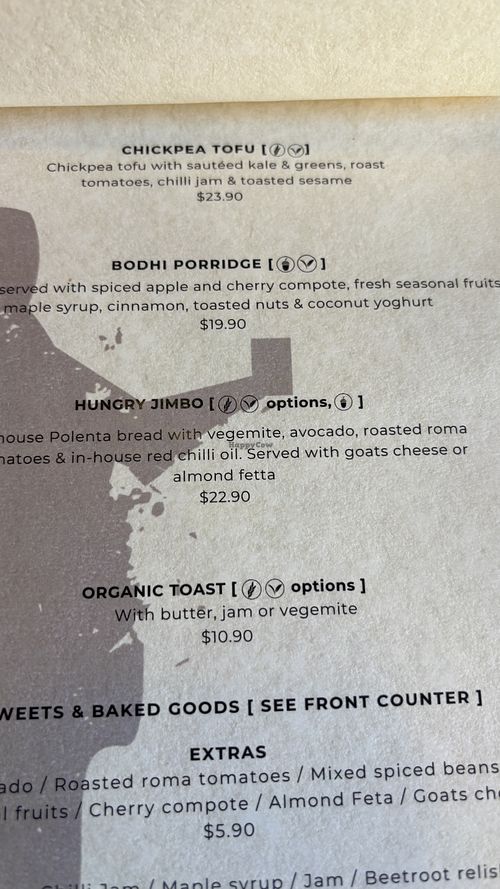 CHICKPEA TOFU [ ]
Chickpea tofu with sautéed kale & greens, roast
tomatoes, chilli jam & toasted sesame
$23.90
BODHI PORRIDGE [ ]
served with spiced apple and cherry compote, fresh seasonal fruits
maple syrup, cinnamon, toasted nuts & coconut yoghurt
$19.90
HUNGRY JIMBO [ options, ]
house Polenta bread with vegemite, avocado, roasted roma
matoes & in-house red chilli oil. Served with goats cheese or
HappyCow
almond fetta
$22.90
ORGANIC TOAST [ options ]
With butter, jam or vegemite
$10.90
WEETS & BAKED GOODS [ SEE FRONT COUNTER ]
EXTRAS
ado / Roasted roma tomatoes / Mixed spiced beans
l fruits / Cherry compote / Almond Feta / Goats che
$5.90
Chilli Jam / Maple syrup / Jam / Beetroot relis